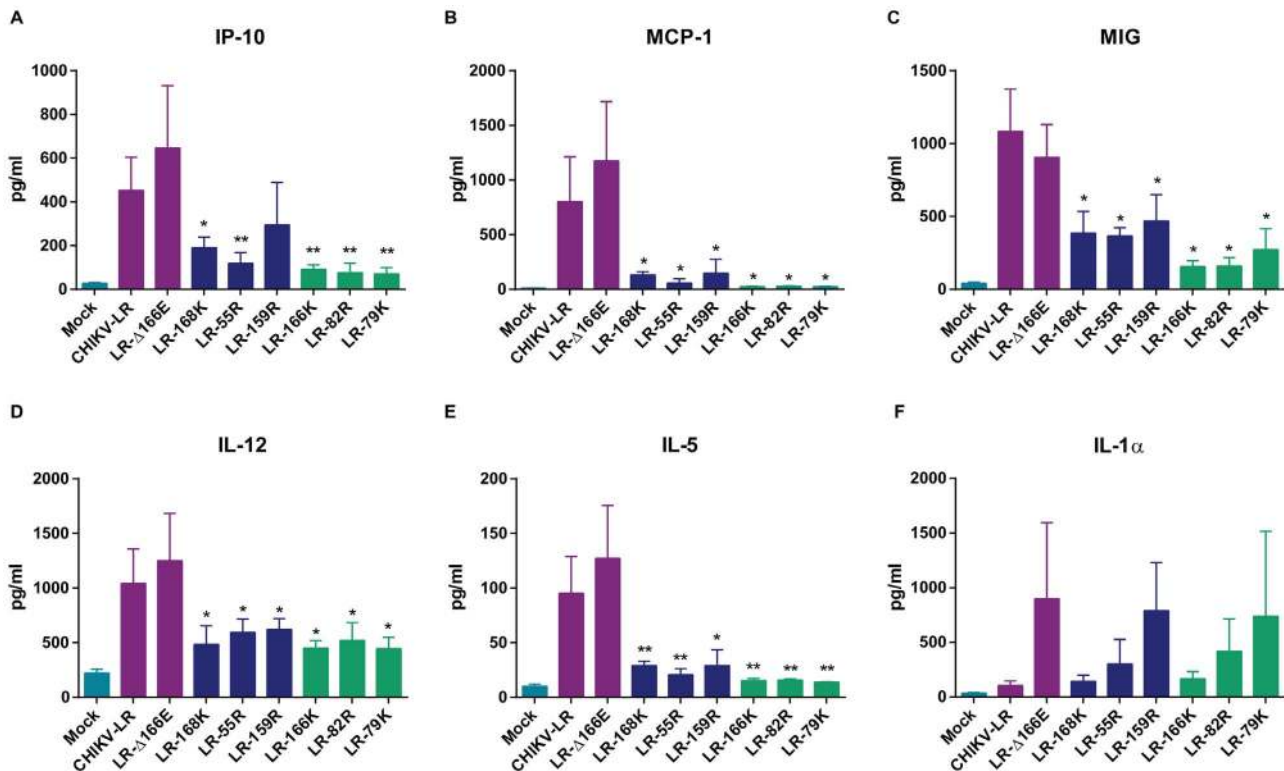 A
IP-10
pg/ml
1000
800
600
400
200
0
**
**
**
**
*
Mock
CHIKV-LR
LR-Δ166E
LR-168K
LR-55R
LR-159R
LR-166K
LR-82R
LR-79K
B
MCP-1
pg/ml
2000
1500
1000
500
0
*
*
*
*
*
*
Mock
CHIKV-LR
LR-Δ166E
LR-168K
LR-55R
LR-159R
LR-166K
LR-82R
LR-79K
C
MIG
pg/ml
1500
1000
500
0
*
*
*
*
*
*
Mock
CHIKV-LR
LR-Δ166E
LR-168K
LR-55R
LR-159R
LR-166K
LR-82R
LR-79K
D
IL-12
pg/ml
2000
1500
1000
500
0
*
*
*
*
*
*
Mock
CHIKV-LR
LR-Δ166E
LR-168K
LR-55R
LR-159R
LR-166K
LR-82R
LR-79K
E
IL-5
pg/ml
200
150
100
50
0
**
**
*
**
**
**
Mock
CHIKV-LR
LR-Δ166E
LR-168K
LR-55R
LR-159R
LR-166K
LR-82R
LR-79K
F
IL-1α
pg/ml
2000
1500
1000
500
0
Mock
CHIKV-LR
LR-Δ166E
LR-168K
LR-55R
LR-159R
LR-166K
LR-82R
LR-79K